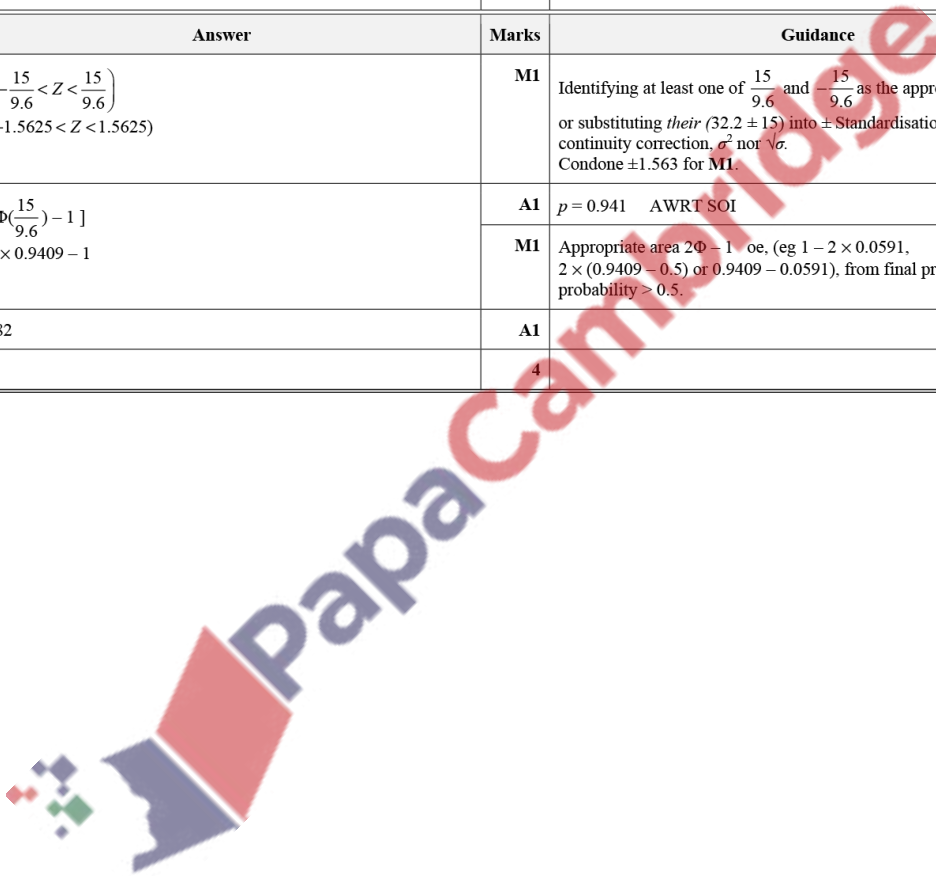 Answer Marks Guidance
-15/9.6 < Z < 15/9.6)
-1.5625 < Z < 1.5625)
M1
Identifying at least one of 15/9.6 and -15/9.6 as the
or substituting their (32.2 ± 15) into ±
continuity correction, σ² nor √σ.
Condone ±1.563 for M1.
Φ(15/9.6) – 1 ]
× 0.9409 – 1
A1 p = 0.941 AWRT SOI
M1 Appropriate area 2Φ – 1 oe, (eg 1 – 2 × 0.0591,
2 × (0.9409 – 0.5) or 0.9409 – 0.0591), from final
probability > 0.5.
82 A1
4
PapaCambridge